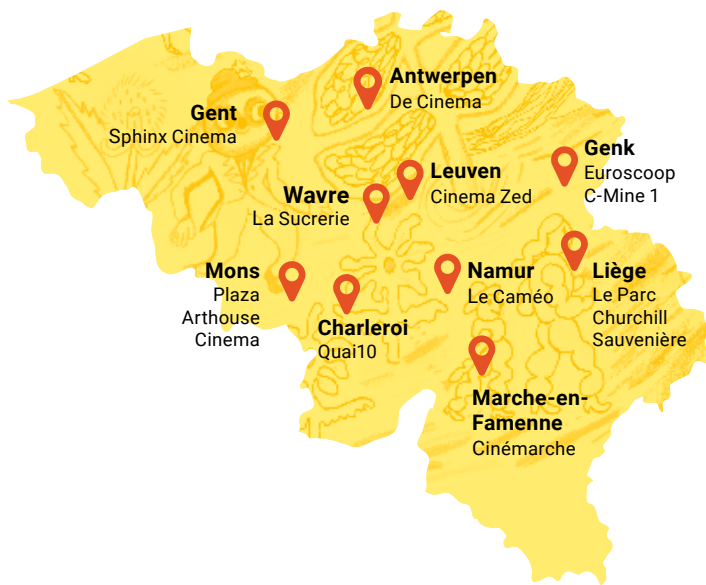 Antwerpen
De Cinema
Gent
Sphinx Cinema
Genk
Euroscoop
C-Mine 1
Leuven
Cinema Zed
Wavre
La Sucrerie
Mons
Plaza
Arthouse
Cinema
Charleroi
Quai10
Namur
Le Caméo
Liège
Le Parc
Churchill
Sauvenière
Marche-en-
Famenne
Cinémarche